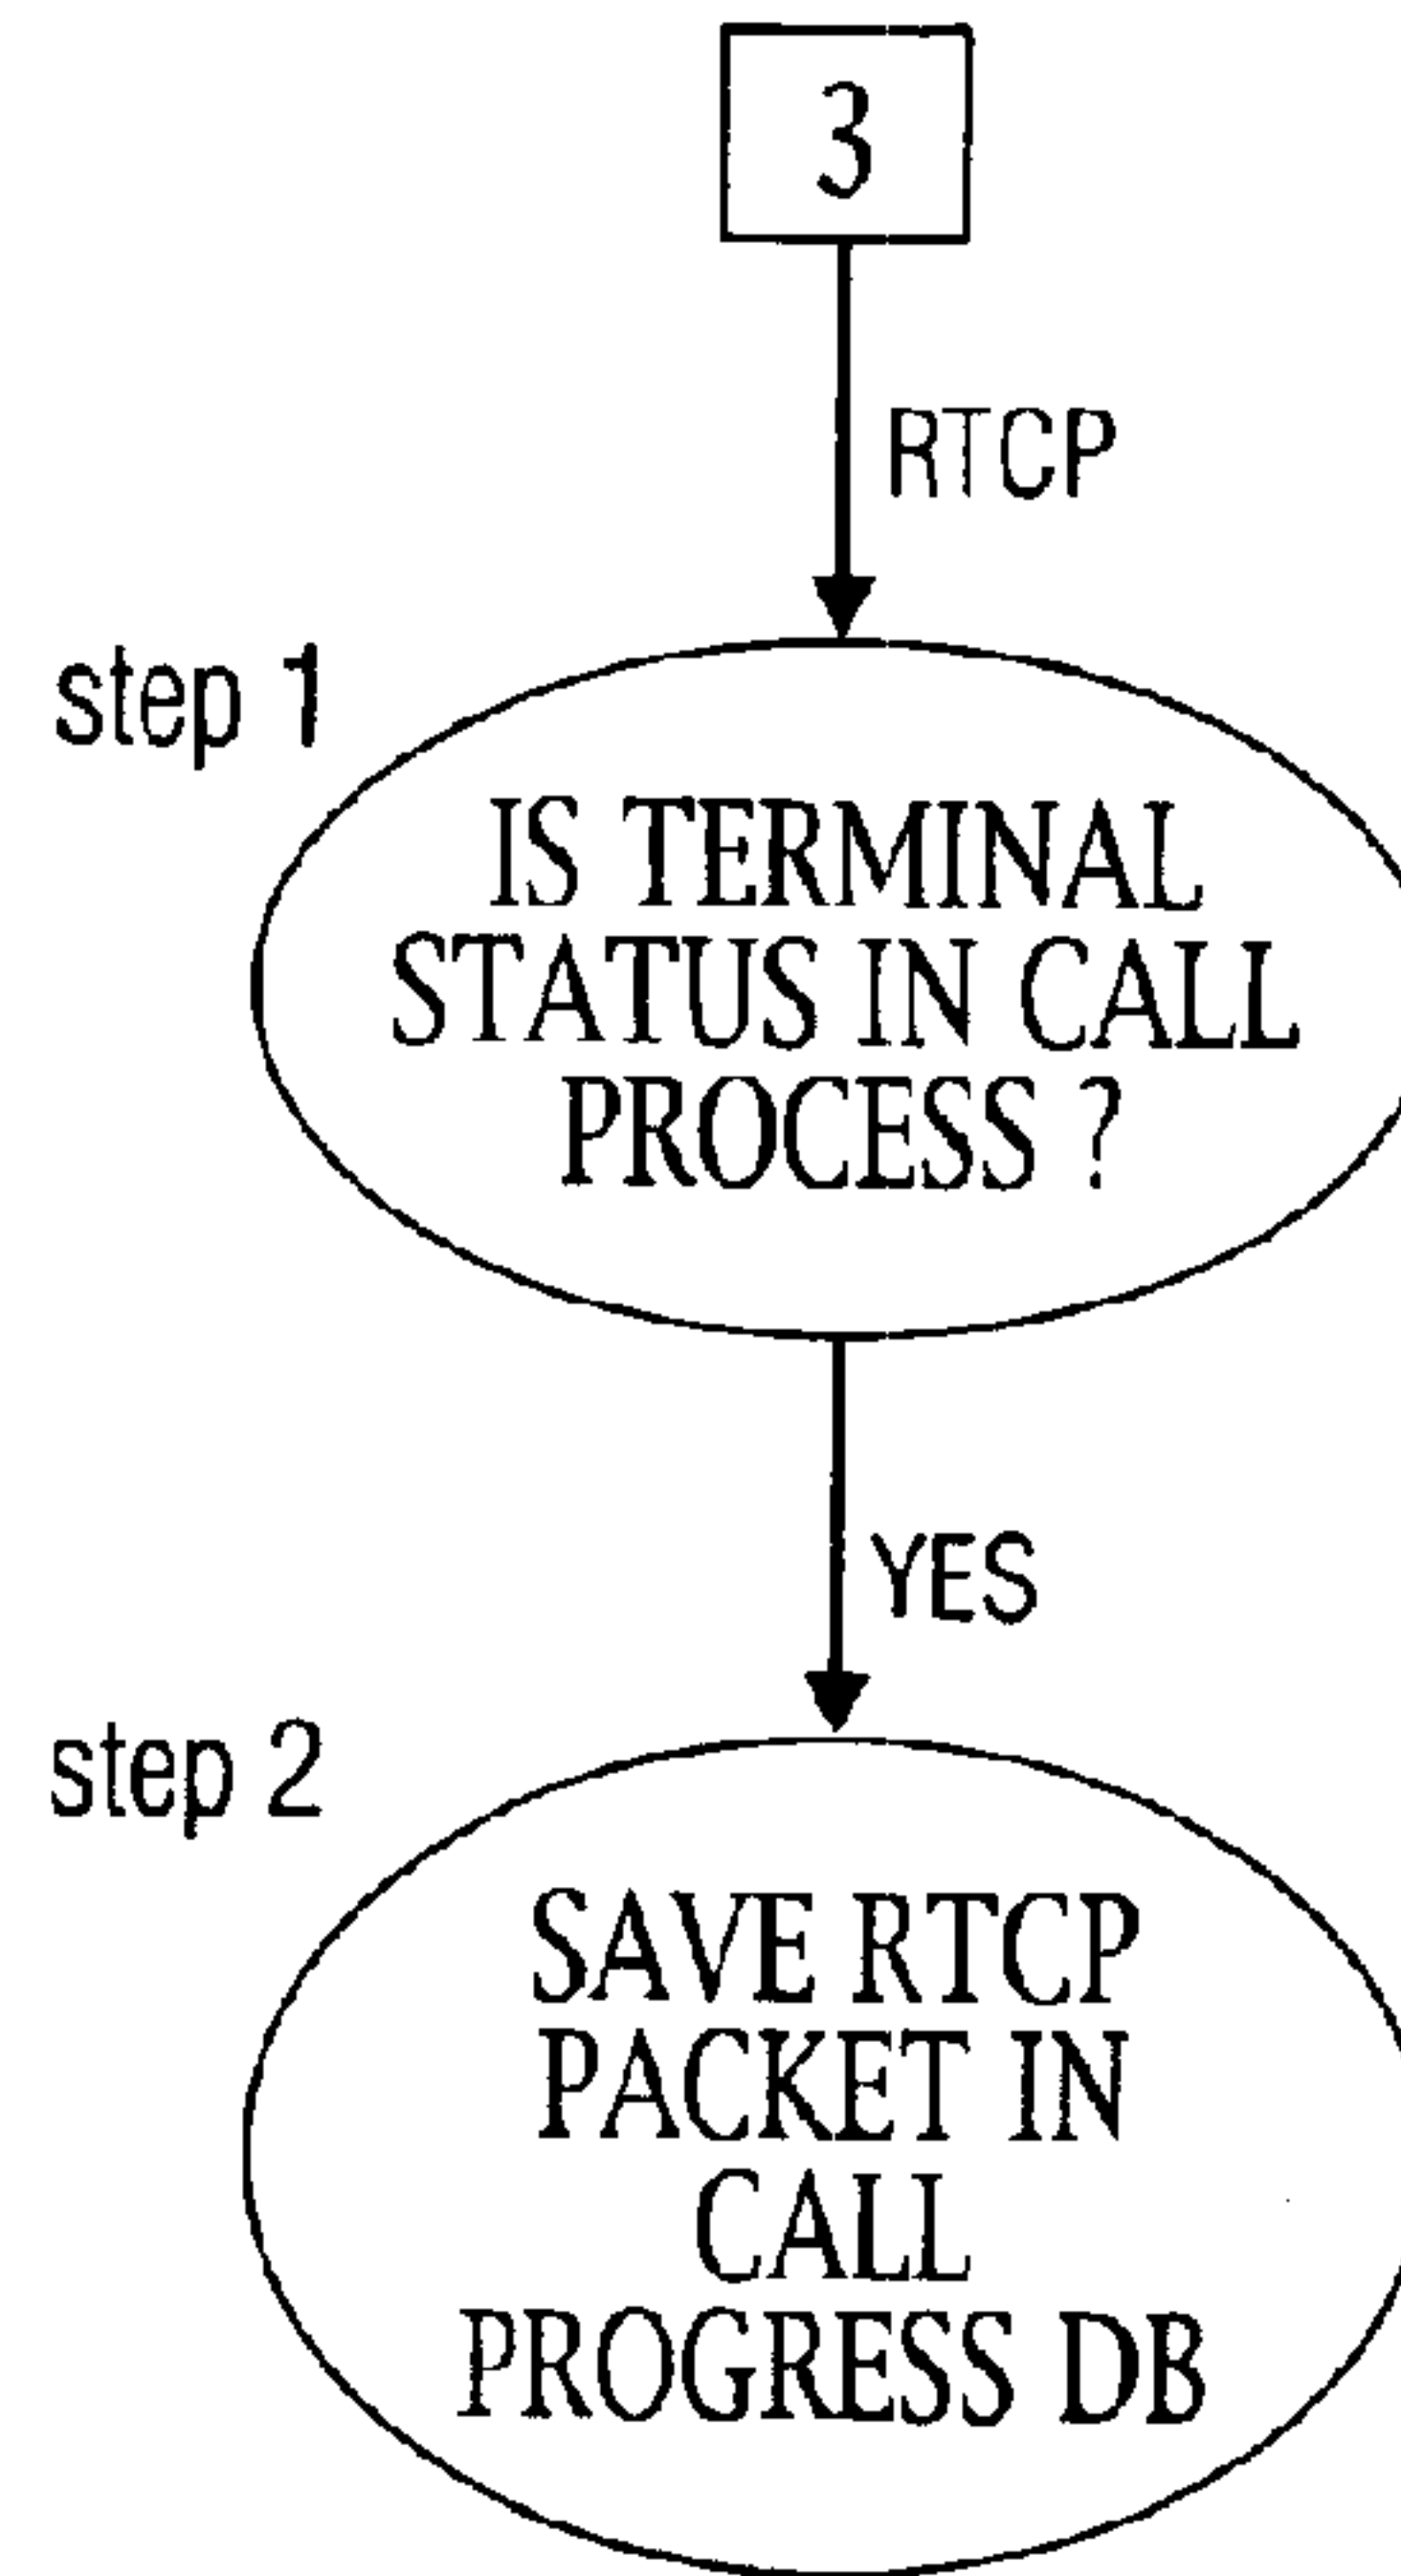 3
RTCP
step 1
IS TERMINAL
STATUS IN CALL
PROCESS ?
YES
step 2
SAVE RTCP
PACKET IN
CALL
PROGRESS DB